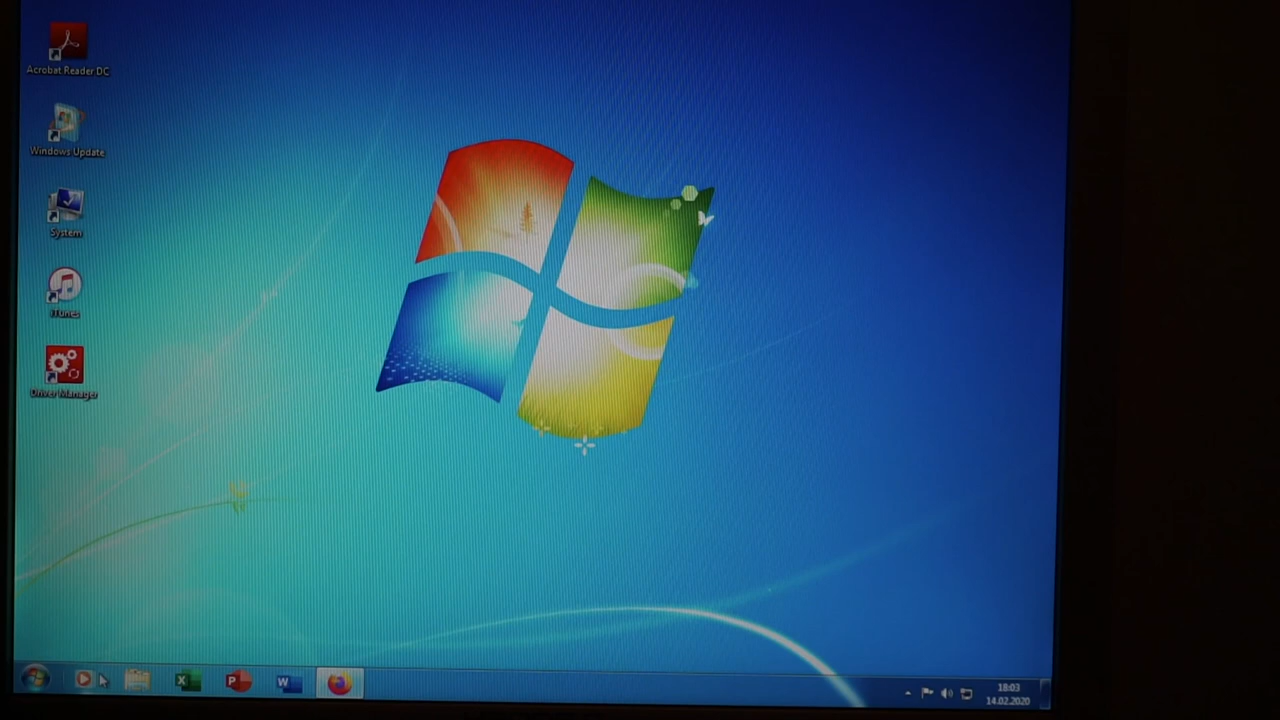 Acrobat Reader DC
Windows Update
System
iTunes
Driver Manager
X
P
W
18:03
14.02.2020